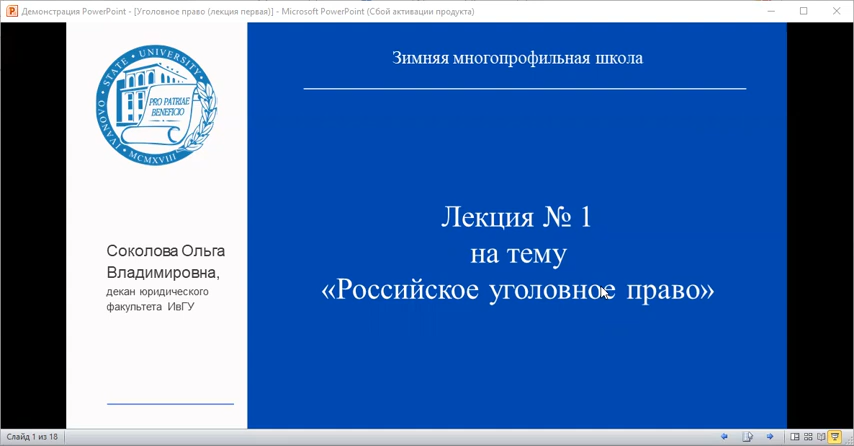 Демонстрация PowerPoint - [Уголовное право (лекция первая)] - Microsoft PowerPoint (Сбой активации продукта)
IVANOVO STATE UNIVERSITY
PRO PATRIAE
BENEFICIO
MCMXVIII
Соколова Ольга
Владимировна,
декан юридического
факультета ИвГУ
Зимняя многопрофильная школа
Лекция № 1
на тему
«Российское уголовное право»
Слайд 1 из 18